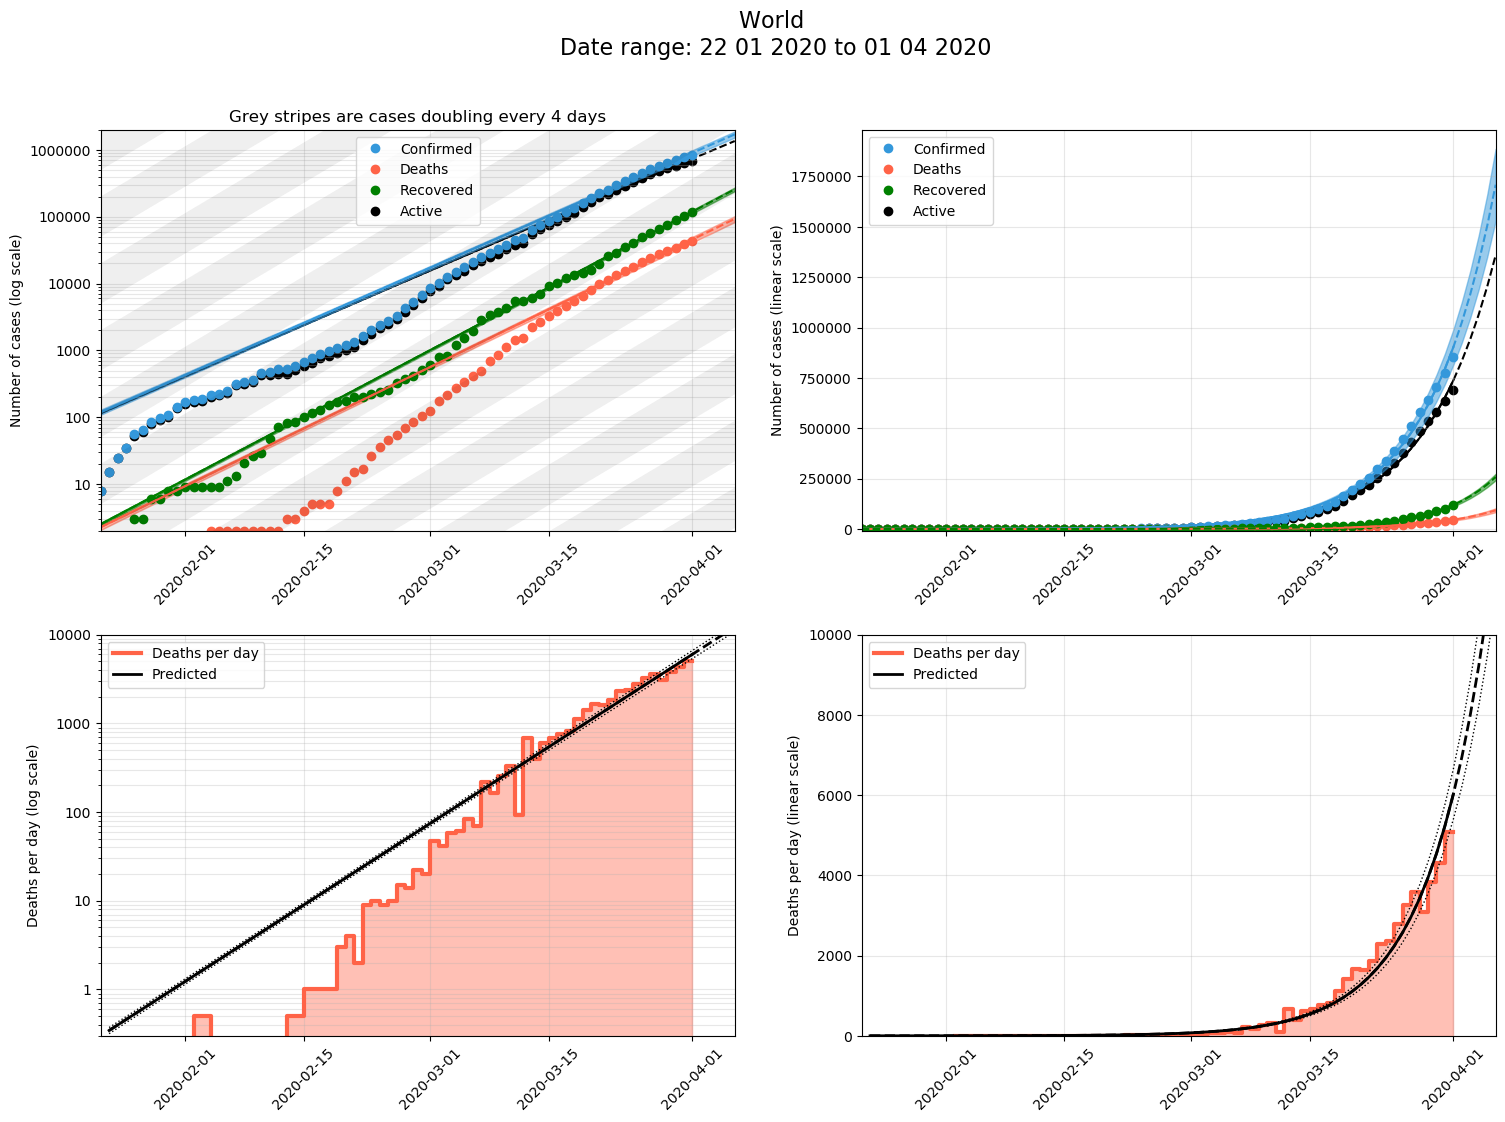 World
Date range: 22 01 2020 to 01 04 2020
Grey stripes are cases doubling every 4 days
Number of cases (log scale)
1000000
100000
10000
1000
100
10
Confirmed
Deaths
Recovered
Active
2020-02-01
2020-02-15
2020-03-01
2020-03-15
2020-04-01
Number of cases (linear scale)
1750000
1500000
1250000
1000000
750000
500000
250000
0
Confirmed
Deaths
Recovered
Active
2020-02-01
2020-02-15
2020-03-01
2020-03-15
2020-04-01
Deaths per day (log scale)
10000
1000
100
10
1
Deaths per day
Predicted
2020-02-01
2020-02-15
2020-03-01
2020-03-15
2020-04-01
Deaths per day (linear scale)
10000
8000
6000
4000
2000
0
Deaths per day
Predicted
2020-02-01
2020-02-15
2020-03-01
2020-03-15
2020-04-01